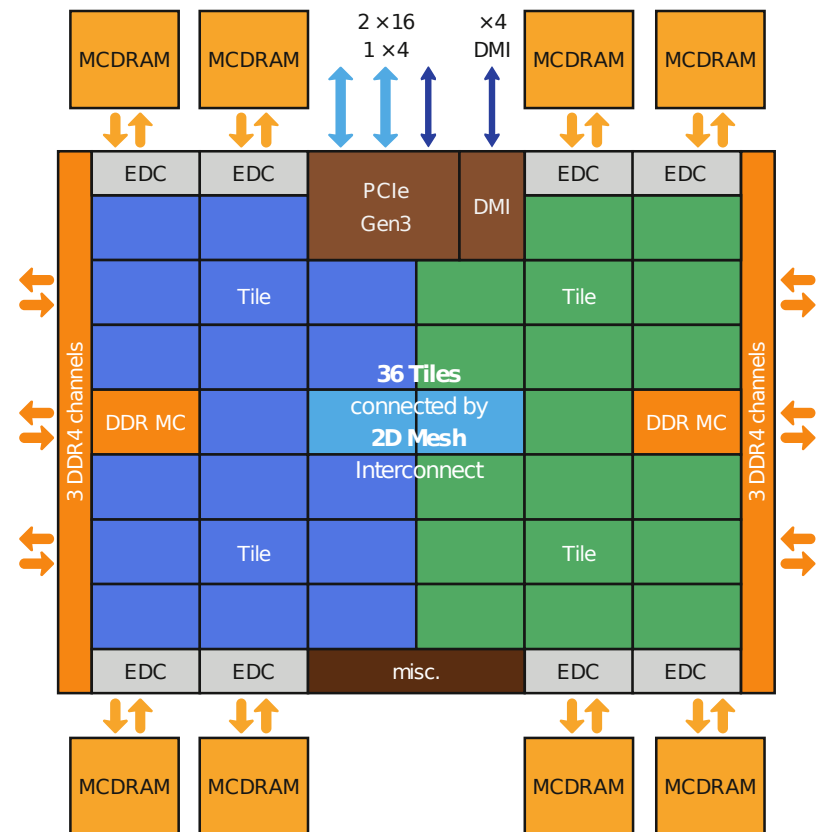 2 ×16
1 ×4
×4
DMI
MCDRAM
MCDRAM
MCDRAM
MCDRAM
EDC
EDC
PCIe
Gen3
DMI
EDC
EDC
Tile
Tile
3 DDR4 channels
36 Tiles
connected by
2D Mesh
Interconnect
DDR MC
DDR MC
3 DDR4 channels
Tile
Tile
EDC
EDC
misc.
EDC
EDC
MCDRAM
MCDRAM
MCDRAM
MCDRAM